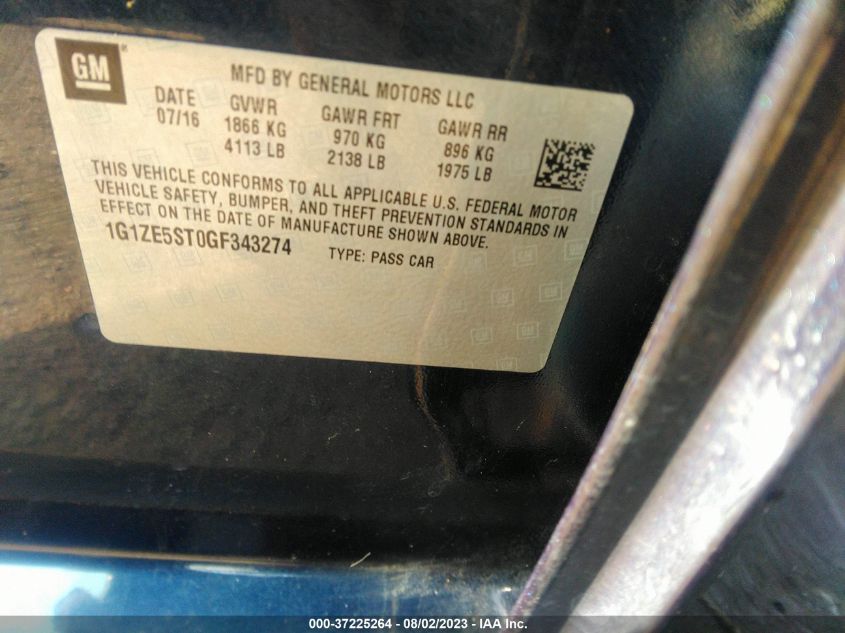 GM
MFD BY GENERAL MOTORS LLC
DATE GVWR GAWR FRT GAWR RR
07/16 1866 KG 970 KG 896 KG
4113 LB 2138 LB 1975 LB
THIS VEHICLE CONFORMS TO ALL APPLICABLE U.S. FEDERAL MOTOR
VEHICLE SAFETY, BUMPER, AND THEFT PREVENTION STANDARDS IN
EFFECT ON THE DATE OF MANUFACTURE SHOWN ABOVE.
1G1ZE5ST0GF343274 TYPE: PASS CAR
000-37225264 - 08/02/2023 - IAA Inc.